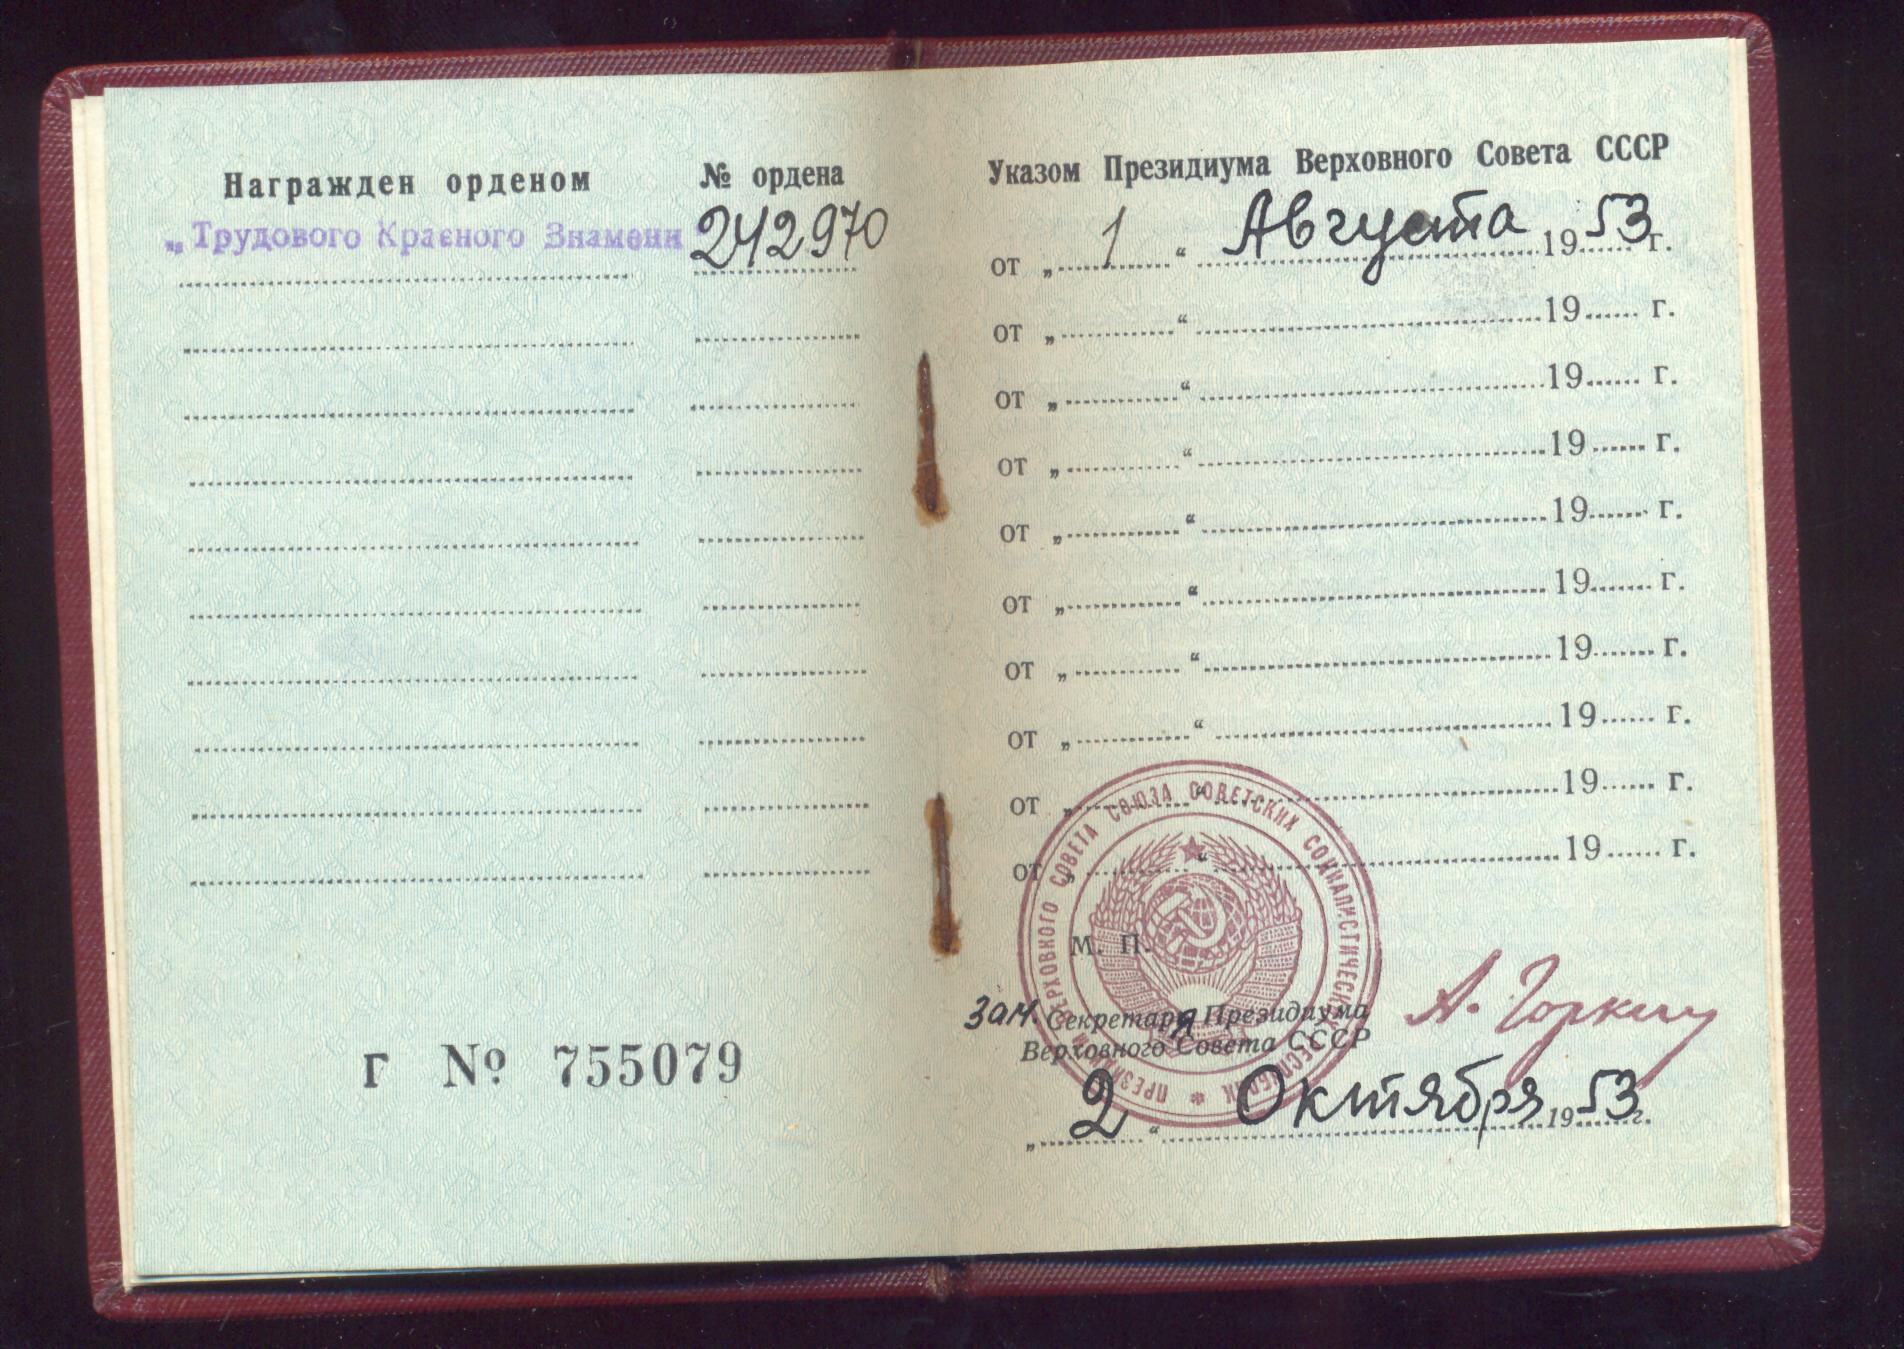 Награжден орденом № ордена
„Трудового Красного Знамени" 242970
Г № 755079
Указом Президиума Верховного Совета СССР
от „ 1 “ Августа 1953 г.
от „ “ 19 г.
от „ “ 19 г.
от „ “ 19 г.
от „ “ 19 г.
от „ “ 19 г.
от „ “ 19 г.
от „ “ 19 г.
от „ “ 19 г.
от „ “ 19 г.
ПРЕЗИДИУМ ВЕРХОВНОГО СОВЕТА СОЮЗА СОВЕТСКИХ СОЦИАЛИСТИЧЕСКИХ РЕСПУБЛИК *
М. П.
зам. Секретаря Президиума
Верховного Совета СССР
А. Горкин
„ 2 “ Октября 1953 г.